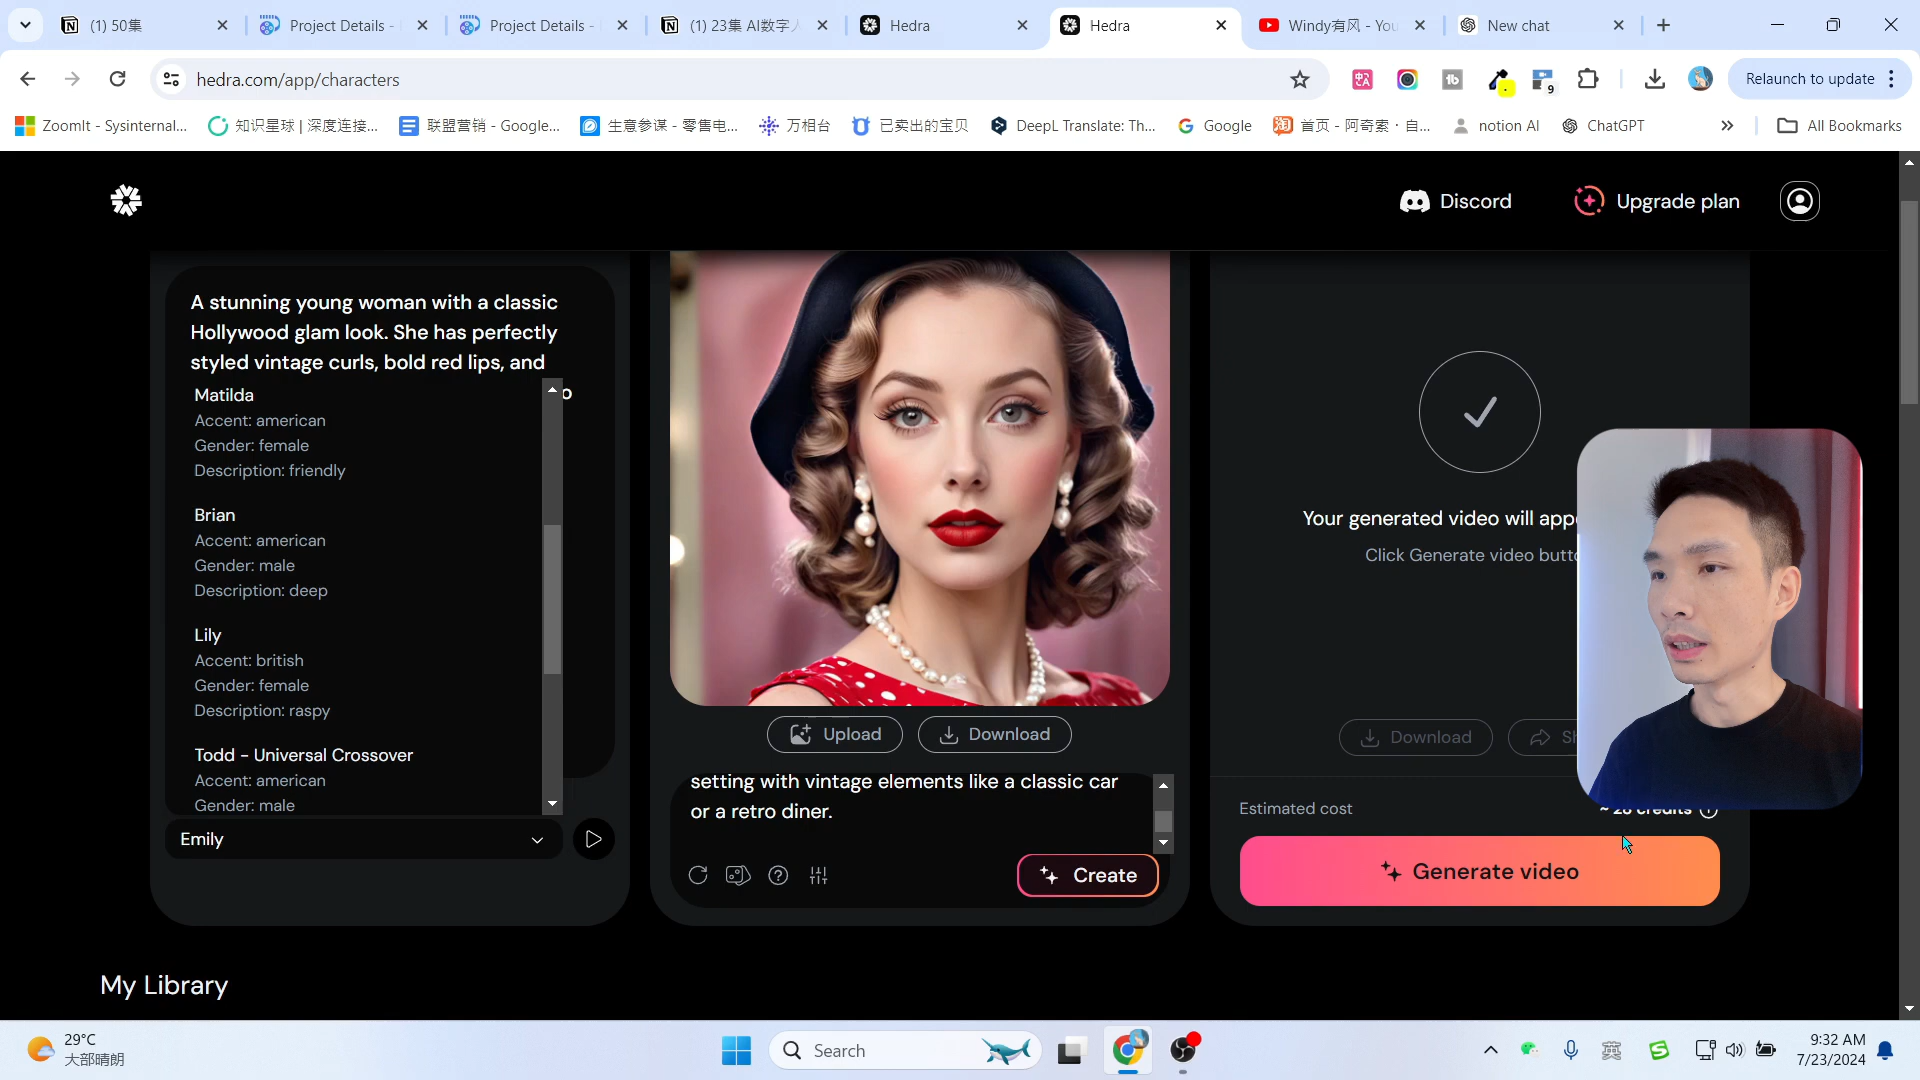 (1) 50集
Project Details -
Project Details -
(1) 23集 AI数字人
Hedra
Hedra
Windy有风 - You
New chat
hedra.com/app/characters
9
Relaunch to update
ZoomIt - Sysinternal...
知识星球 | 深度连接...
联盟营销 - Google...
生意参谋 - 零售电...
万相台
已卖出的宝贝
DeepL Translate: Th...
Google
首页 - 阿奇索 · 自...
notion AI
ChatGPT
All Bookmarks
Discord
Upgrade plan
A stunning young woman with a classic
Hollywood glam look. She has perfectly
styled vintage curls, bold red lips, and
o
Matilda
Accent: american
Gender: female
Description: friendly
Brian
Accent: american
Gender: male
Description: deep
Lily
Accent: british
Gender: female
Description: raspy
Todd - Universal Crossover
Accent: american
Gender: male
Emily
Upload
Download
setting with vintage elements like a classic car
or a retro diner.
Create
Your generated video will appe
Click Generate video butto
Download
Sh
Estimated cost
Generate video
My Library
29°C
大部晴朗
Search
英
9:32 AM
7/23/2024